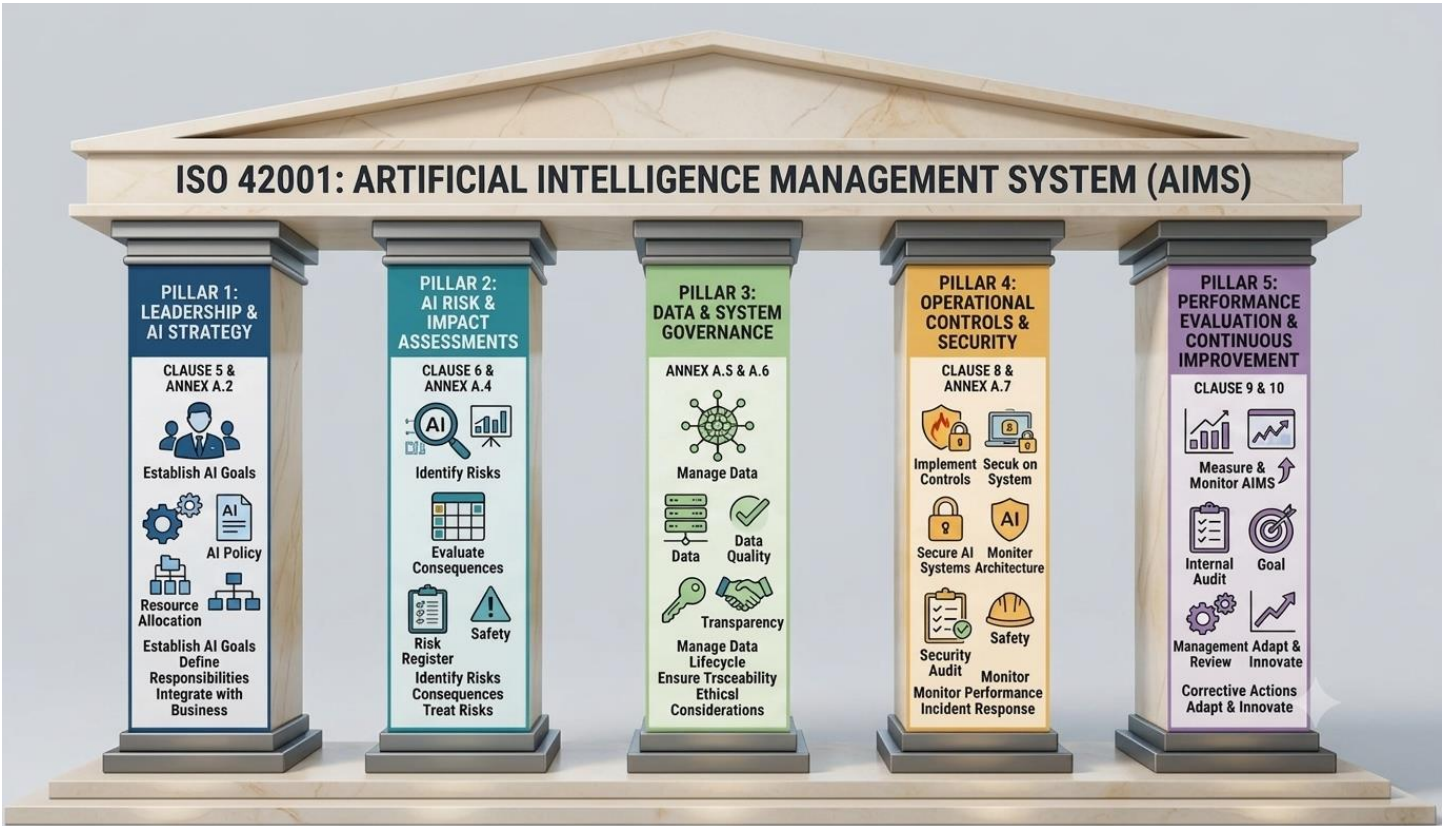 ISO 42001: ARTIFICIAL INTELLIGENCE MANAGEMENT SYSTEM (AIMS)
PILLAR 1:
LEADERSHIP &
AI STRATEGY
CLAUSE 5 &
ANNEX A.2
Establish AI Goals
AI
AI Policy
Resource
Allocation
Establish AI Goals
Define
Responsibilities
Integrate with
Business
PILLAR 2:
AI RISK &
IMPACT
ASSESSMENTS
CLAUSE 6 &
ANNEX A.4
AI
Identify Risks
Evaluate
Consequences
Safety
Risk
Register
Identify Risks
Consequences
Treat Risks
PILLAR 3:
DATA & SYSTEM
GOVERNANCE
ANNEX A.S & A.6
Manage Data
Data
Data
Quality
Transparency
Manage Data
Lifecycle
Ensure Trsceability
Ethicsl
Considerations
PILLAR 4:
OPERATIONAL
CONTROLS &
SECURITY
CLAUSE 8 &
ANNEX A.7
Implement
Controls
Secuk on
System
AI
Secure AI
Systems
Moniter
Architecture
Safety
Security
Audit
Monitor
Monitor Performance
Incident Response
PILLAR 5:
PERFORMANCE
EVALUATION &
CONTINUOUS
IMPROVEMENT
CLAUSE 9 & 10
Measure &
Monitor AIMS
Internal
Audit
Goal
Management
Review
Adapt &
Innovate
Corrective Actions
Adapt & Innovate